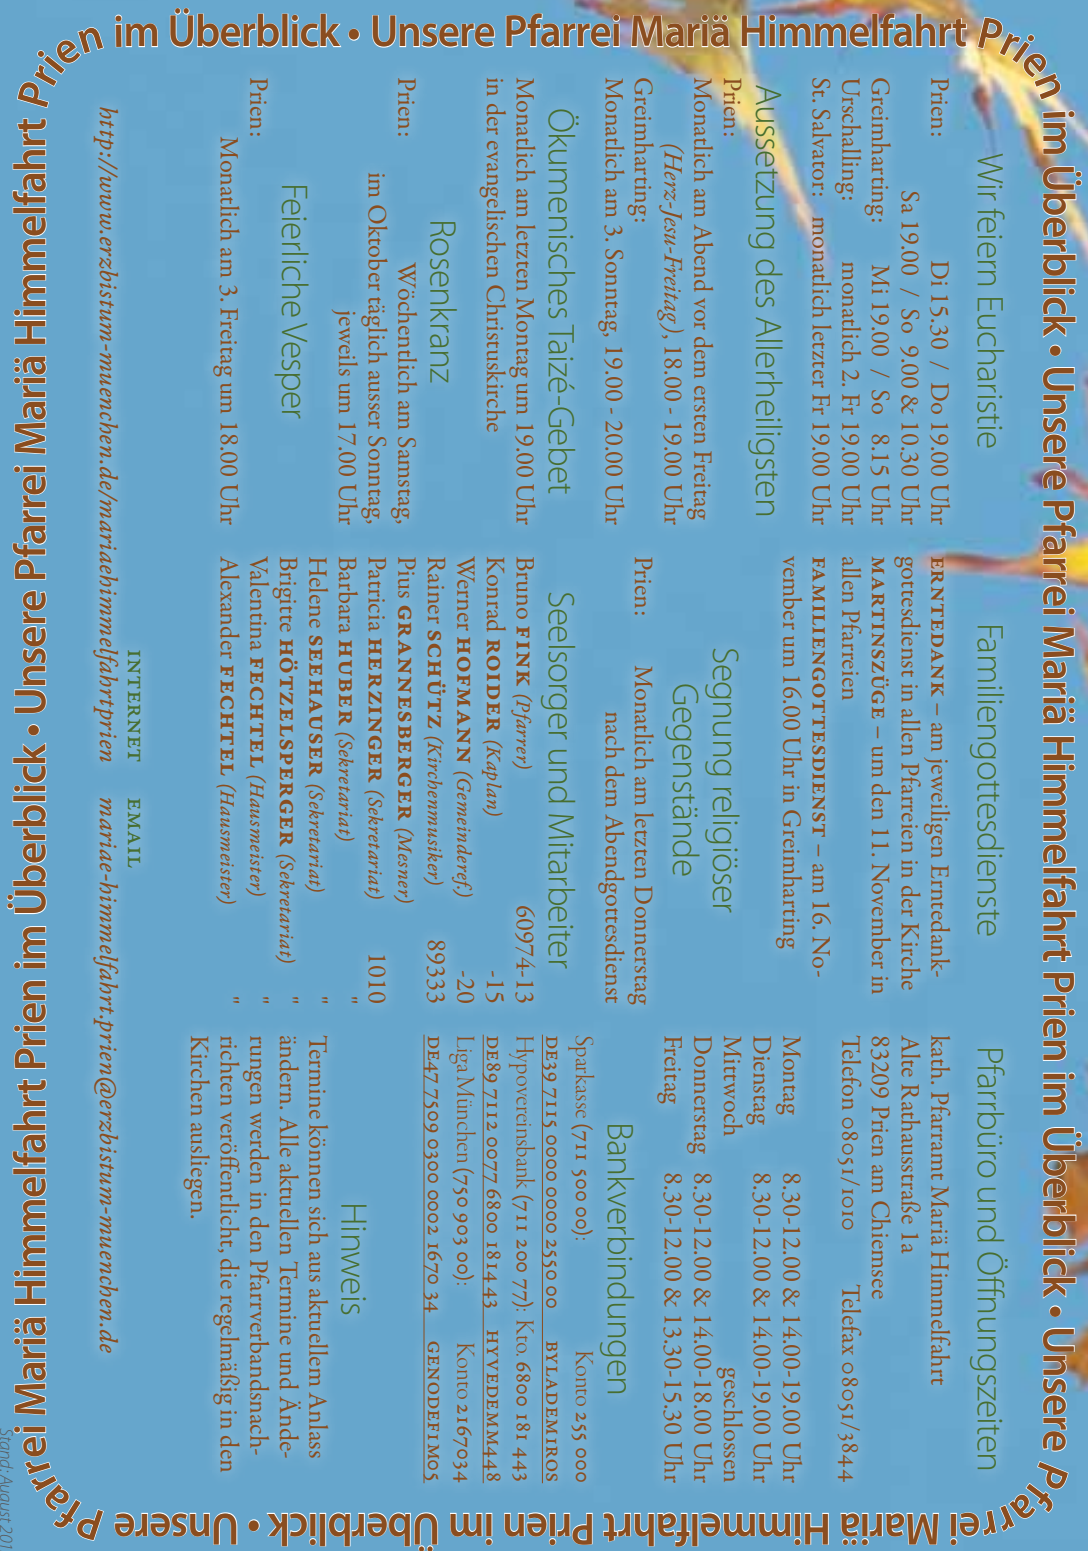 Prien im Überblick • Unsere Pfarrei Mariä Himmelfahrt Prien im Überblick • Unsere Pfarrei Mariä Himmelfahrt Prien im Überblick • Unsere Pfarrei Mariä Himmelfahrt Prien im Überblick • Unsere Pfarrei Mariä Himmelfahrt Prien im Überblick • Unsere Pfarrei Mariä Himmelfahrt Prien im Überblick • Unsere Pfarrei Mariä Himmelfahrt
Wir feiern Eucharistie
Prien: Di 15.30 / Do 19.00 Uhr
Sa 19.00 / So 9.00 & 10.30 Uhr
Greimharting: Mi 19.00 / So 8.15 Uhr
Urschalling: monatlich 2. Fr 19.00 Uhr
St. Salvator: monatlich letzter Fr 19.00 Uhr
Aussetzung des Allerheiligsten
Prien:
Monatlich am Abend vor dem ersten Freitag
(Herz-Jesu-Freitag), 18.00 - 19.00 Uhr
Greimharting:
Monatlich am 3. Sonntag, 19.00 - 20.00 Uhr
Ökumenisches Taizé-Gebet
Monatlich am letzten Montag um 19.00 Uhr
in der evangelischen Christuskirche
Rosenkranz
Prien: Wöchentlich am Samstag,
im Oktober täglich ausser Sonntag,
jeweils um 17.00 Uhr
Feierliche Vesper
Prien:
Monatlich am 3. Freitag um 18.00 Uhr
Familiengottesdienste
ERNTEDANK – am jeweiligen Erntedank-
gottesdienst in allen Pfarreien in der Kirche
MARTINSZÜGE – um den 11. November in
allen Pfarreien
FAMILIENGOTTESDIENST – am 16. No-
vember um 16.00 Uhr in Greimharting
Segnung religiöser
Gegenstände
Prien: Monatlich am letzten Donnerstag
nach dem Abendgottesdienst
Seelsorger und Mitarbeiter
Bruno FINK (Pfarrer) 60974-13
Konrad ROIDER (Kaplan) -15
Werner HOFMANN (Gemeinderef.) -20
Rainer SCHÜTZ (Kirchenmusiker) 89333
Pius GRANNESBERGER (Mesner)
Patricia HERZINGER (Sekretariat) 1010
Barbara HUBER (Sekretariat) "
Helene SEEHAUSER (Sekretariat) "
Brigitte HÖTZELSPERGER (Sekretariat) "
Valentina FECHTEL (Hausmeister) "
Alexander FECHTEL (Hausmeister) "
Pfarrbüro und Öffnungszeiten
kath. Pfarramt Mariä Himmelfahrt
Alte Rathausstraße 1a
83209 Prien am Chiemsee
Telefon 08051/1010 Telefax 08051/3844
Montag 8.30-12.00 & 14.00-19.00 Uhr
Dienstag 8.30-12.00 & 14.00-19.00 Uhr
Mittwoch geschlossen
Donnerstag 8.30-12.00 & 14.00-18.00 Uhr
Freitag 8.30-12.00 & 13.30-15.30 Uhr
Bankverbindungen
Sparkasse (711 500 00): Konto 255 000
DE39 7115 0000 0000 2550 00 BYLADEM1ROS
Hypovereinsbank (711 200 77): Kto. 6800 181 443
DE89 7112 0077 6800 1814 43 HYVEDEMM448
Liga München (750 903 00): Konto 2167034
DE47 7509 0300 0002 1670 34 GENODEF1M05
Hinweis
Termine können sich aus aktuellem Anlass
ändern. Alle aktuellen Termine und Ände-
rungen werden in den Pfarrverbandsnach-
richten veröffentlicht, die regelmäßig in den
Kirchen ausliegen.
INTERNET EMAIL
http://www.erzbistum-muenchen.de/mariaehimmelfahrtprien mariae-himmelfahrt.prien@erzbistum-muenchen.de
Stand: August 201